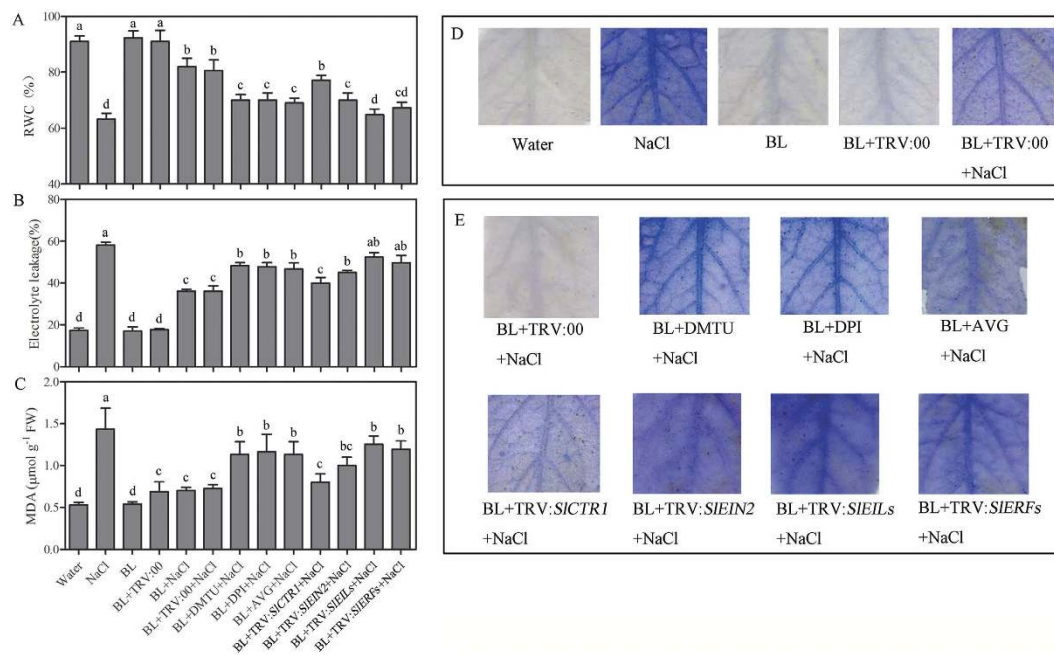 A
RWC (%)
100
80
60
40
a
d
a
a
b
b
c
c
c
b
c
d
cd
B
Electrolyte leakage(%)
80
60
40
20
0
d
a
d
d
c
c
b
b
b
c
b
ab
ab
C
MDA (μmol g⁻¹ FW)
2.0
1.5
1.0
0.5
0.0
d
a
d
c
c
c
b
b
b
c
bc
b
b
Water
NaCl
BL
BL+TRV:00
BL+NaCl
BL+TRV:00+NaCl
BL+DMTU+NaCl
BL+DPI+NaCl
BL+AVG+NaCl
BL+TRV:SlCTR1+NaCl
BL+TRV:SlEIN2+NaCl
BL+TRV:SlEILs+NaCl
BL+TRV:SlERFs+NaCl
D
Water
NaCl
BL
BL+TRV:00
BL+TRV:00
+NaCl
E
BL+TRV:00
+NaCl
BL+DMTU
+NaCl
BL+DPI
+NaCl
BL+AVG
+NaCl
BL+TRV:SlCTR1
+NaCl
BL+TRV:SlEIN2
+NaCl
BL+TRV:SlEILs
+NaCl
BL+TRV:SlERFs
+NaCl